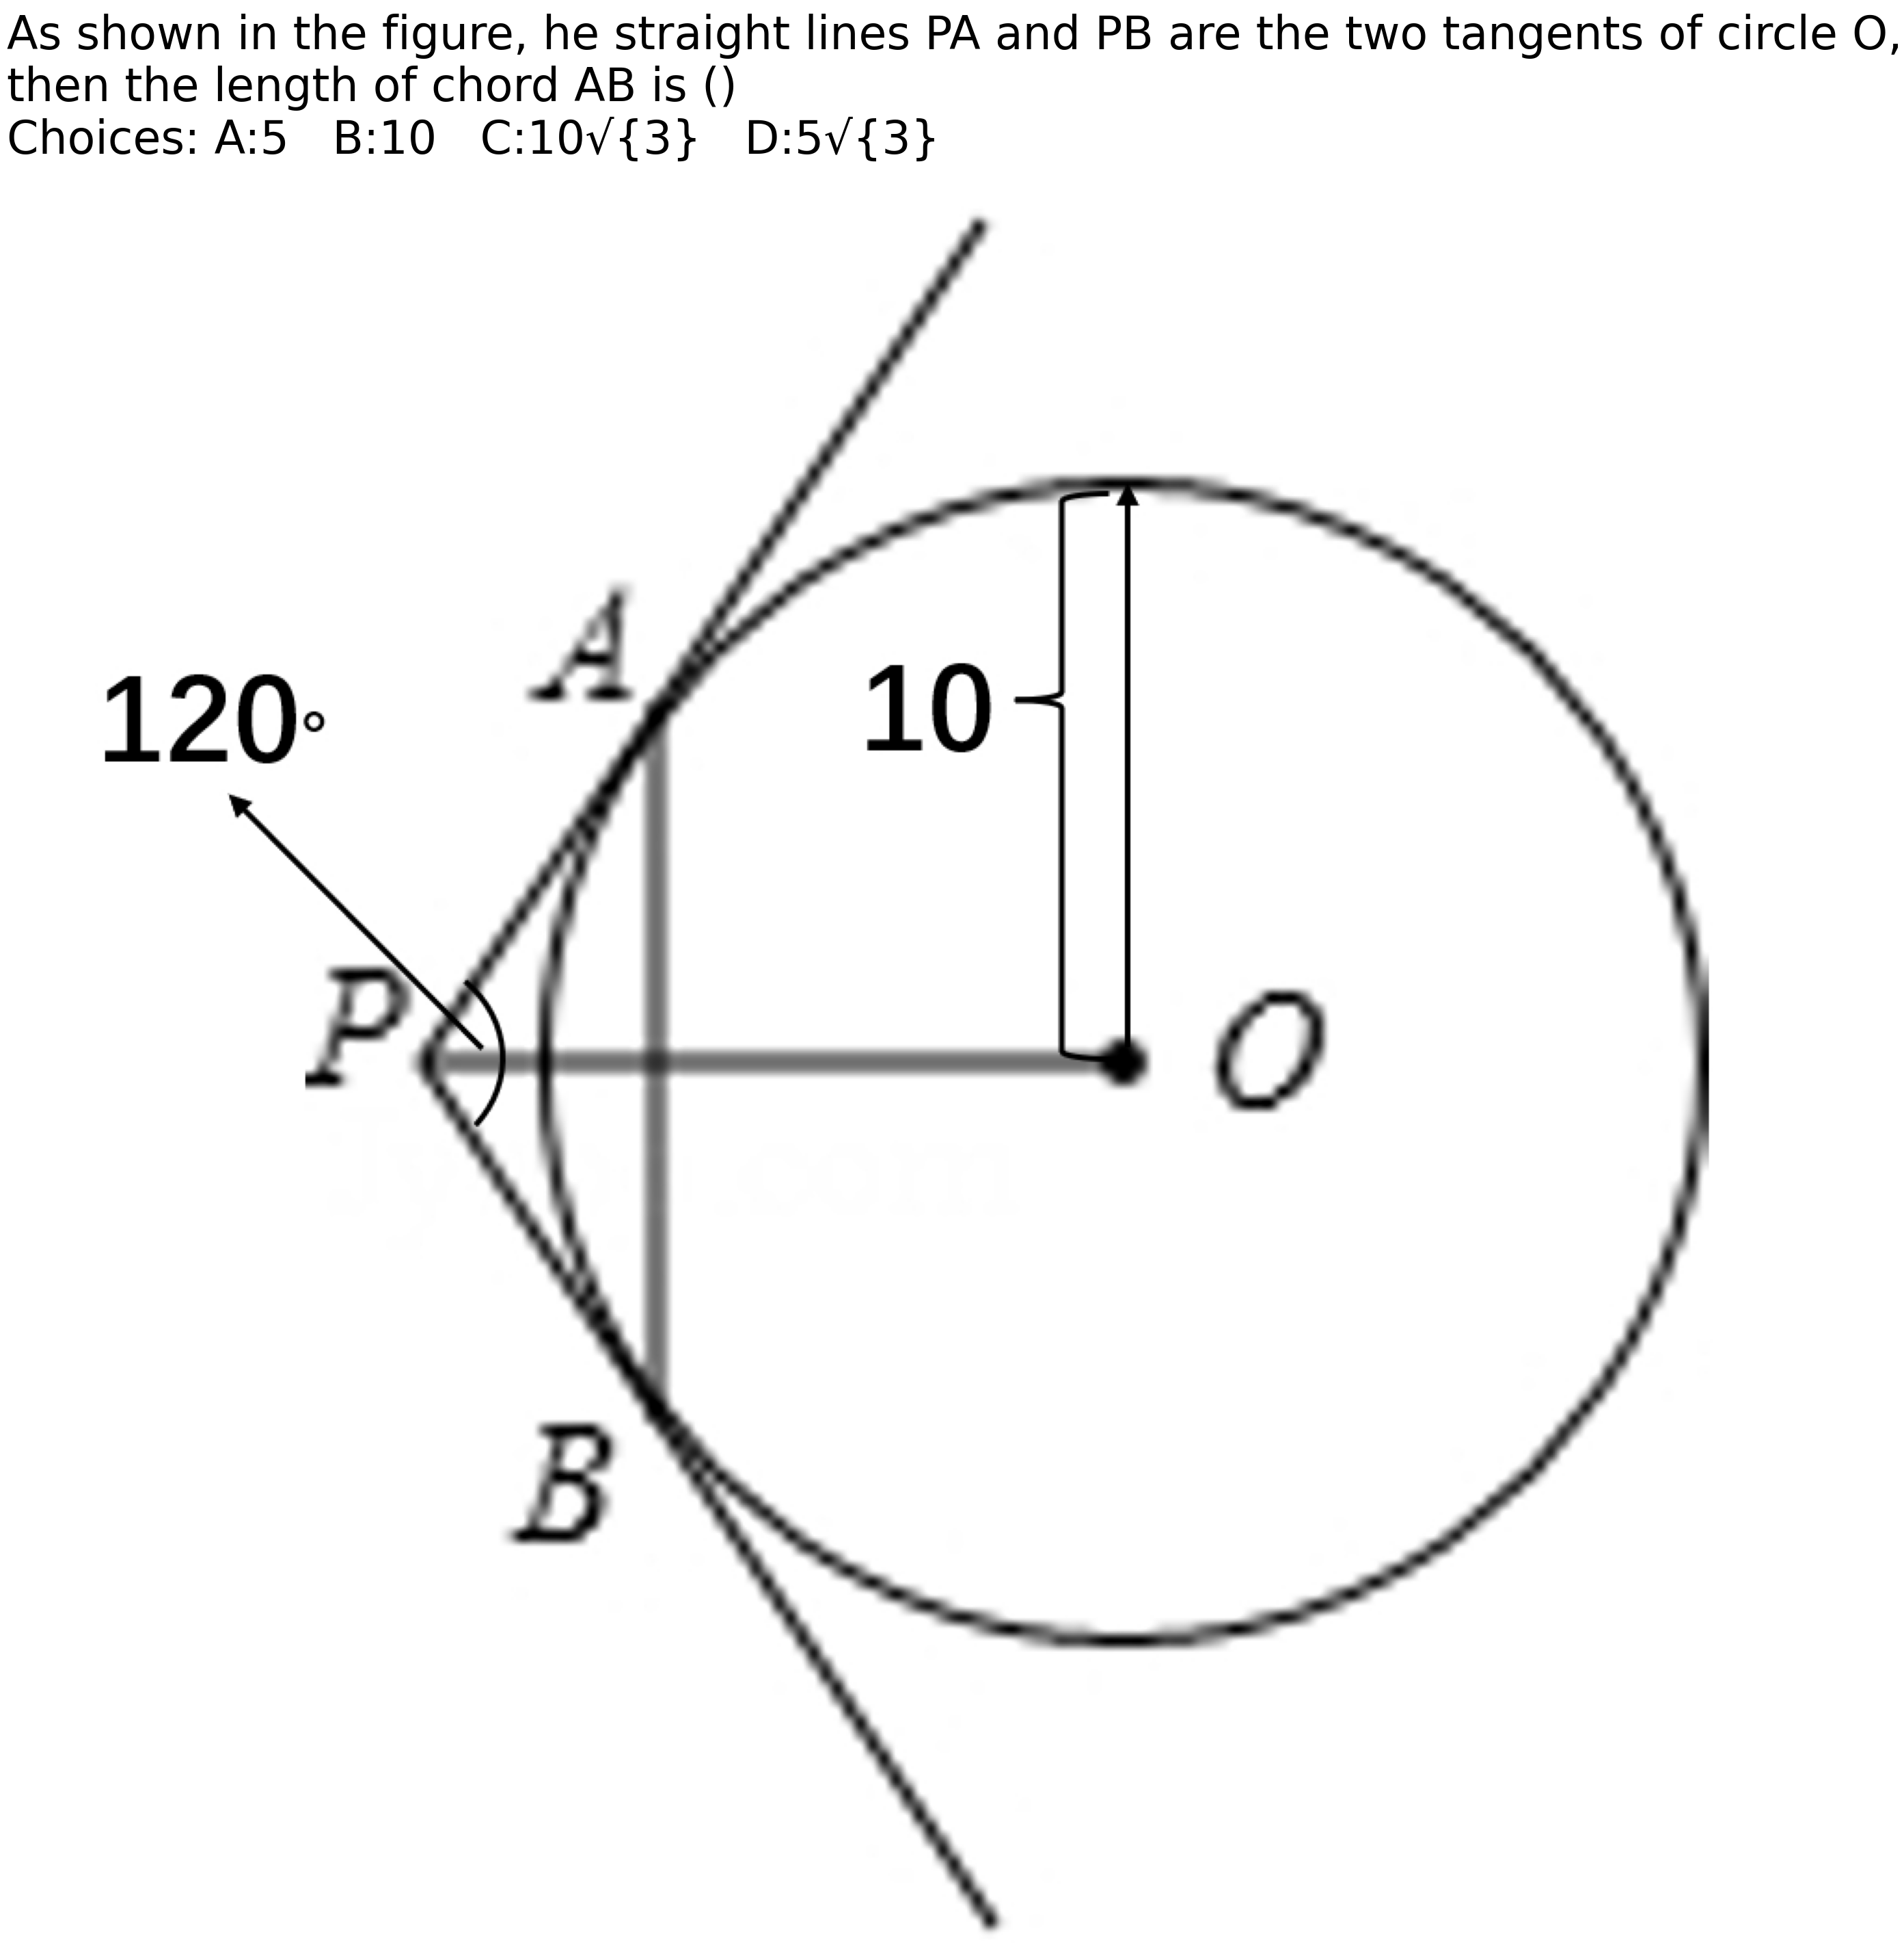 As shown in the figure, he straight lines PA and PB are the two tangents of circle O,
then the length of chord AB is ()
Choices: A:5   B:10   C:10√{3}   D:5√{3}
A
120°
10
P
O
B